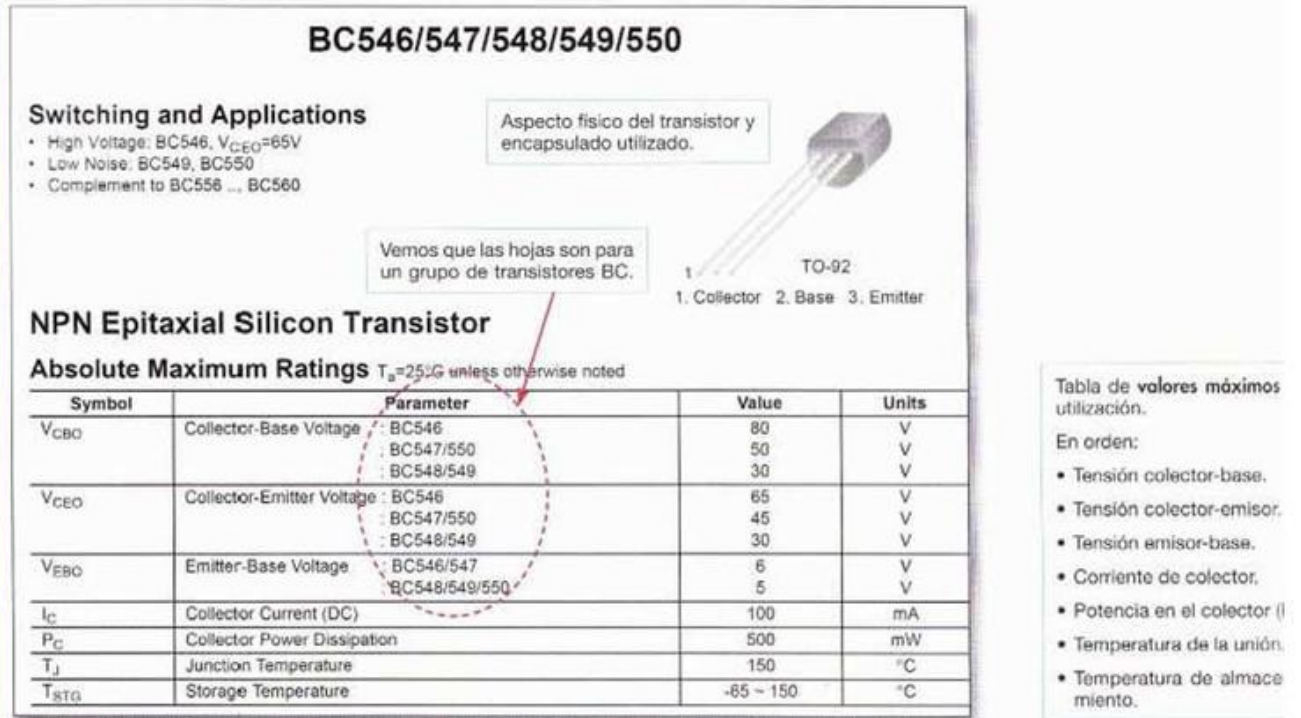 BC546/547/548/549/550
Switching and Applications
• High Voltage: BC546, VCEO=65V
• Low Noise: BC549, BC550
• Complement to BC556 ..., BC560
Aspecto físico del transistor y
encapsulado utilizado.
Vemos que las hojas son para
un grupo de transistores BC.
1
TO-92
1. Collector 2. Base 3. Emitter
NPN Epitaxial Silicon Transistor
Absolute Maximum Ratings Ta=25°C unless otherwise noted
Symbol Parameter Value Units
VCBO Collector-Base Voltage : BC546 80 V
: BC547/550 50 V
: BC548/549 30 V
VCEO Collector-Emitter Voltage : BC546 65 V
: BC547/550 45 V
: BC548/549 30 V
VEBO Emitter-Base Voltage : BC546/547 6 V
: BC548/549/550 5 V
IC Collector Current (DC) 100 mA
PC Collector Power Dissipation 500 mW
TJ Junction Temperature 150 °C
TSTG Storage Temperature -65 ~ 150 °C
Tabla de valores máximos
utilización.
En orden:
• Tensión colector-base.
• Tensión colector-emisor.
• Tensión emisor-base.
• Corriente de colector.
• Potencia en el colector (
• Temperatura de la unión.
• Temperatura de almace
miento.